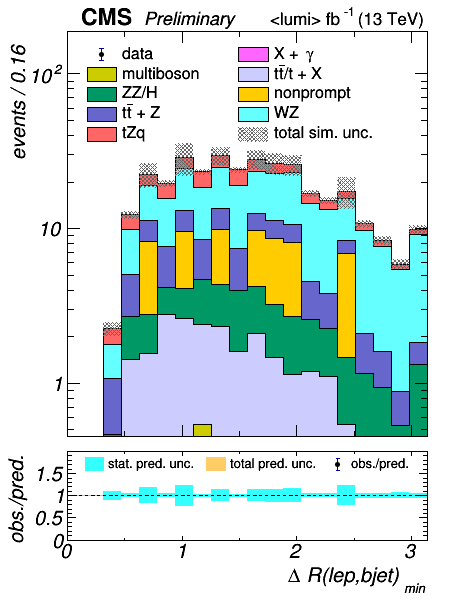 CMS Preliminary <lumi> fb⁻¹ (13 TeV)
events / 0.16
10²
10
1
data
X + γ
multiboson
tt̄/t + X
ZZ/H
nonprompt
tt̄ + Z
WZ
tZq
total sim. unc.
obs./pred.
1.5
1
0.5
0
stat. pred. unc.
total pred. unc.
obs./pred.
0 1 2 3
Δ R(lep,bjet)min